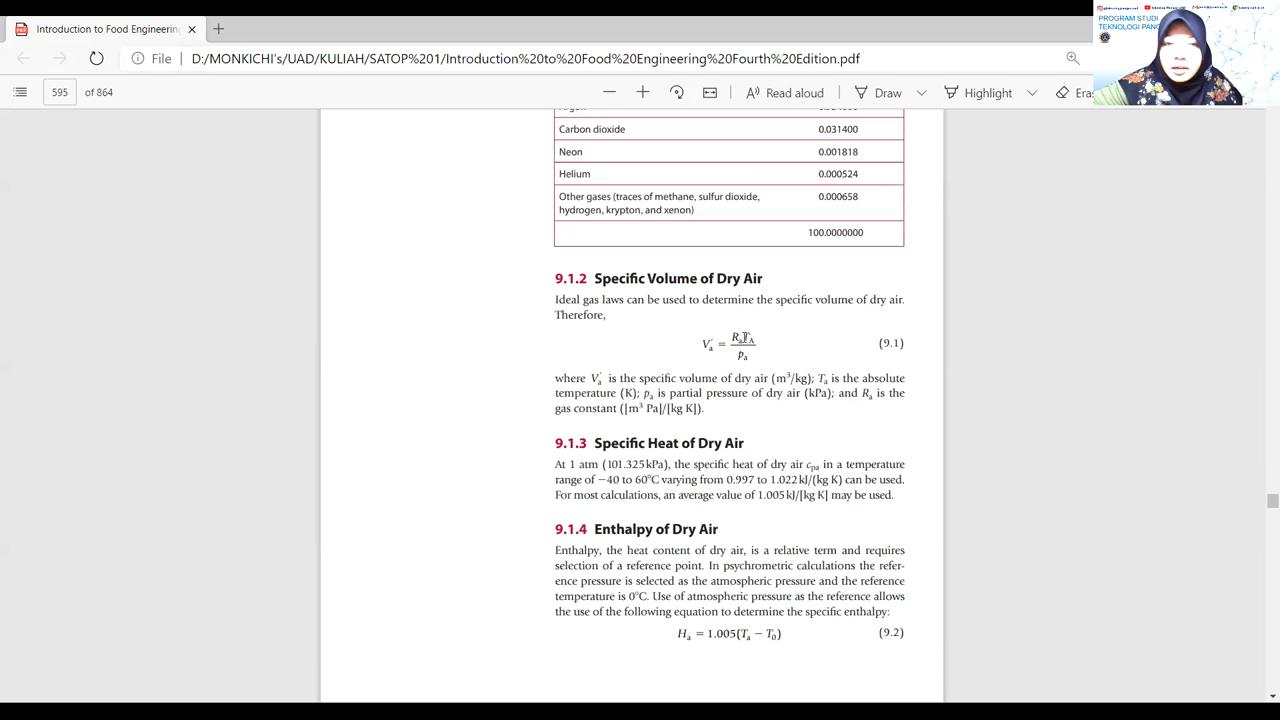 Introduction to Food Engineering
File
D:/MONKICHI's/UAD/KULIAH/SATOP%201/Introduction%20to%20Food%20Engineering%20Fourth%20Edition.pdf
595 of 864
Read aloud
Draw
Highlight
PROGRAM STUDI
TEKNOLOGI PANGAN
Carbon dioxide 0.031400
Neon 0.001818
Helium 0.000524
Other gases (traces of methane, sulfur dioxide, 0.000658
hydrogen, krypton, and xenon)
100.0000000
9.1.2 Specific Volume of Dry Air
Ideal gas laws can be used to determine the specific volume of dry air.
Therefore,
V′a = RaTA / pa (9.1)
where V′a is the specific volume of dry air (m³/kg); Ta is the absolute
temperature (K); pa is partial pressure of dry air (kPa); and Ra is the
gas constant ([m³ Pa]/[kg K]).
9.1.3 Specific Heat of Dry Air
At 1 atm (101.325 kPa), the specific heat of dry air cpa in a temperature
range of −40 to 60°C varying from 0.997 to 1.022 kJ/(kg K) can be used.
For most calculations, an average value of 1.005 kJ/[kg K] may be used.
9.1.4 Enthalpy of Dry Air
Enthalpy, the heat content of dry air, is a relative term and requires
selection of a reference point. In psychrometric calculations the refer-
ence pressure is selected as the atmospheric pressure and the reference
temperature is 0°C. Use of atmospheric pressure as the reference allows
the use of the following equation to determine the specific enthalpy:
Ha = 1.005(Ta − T0) (9.2)